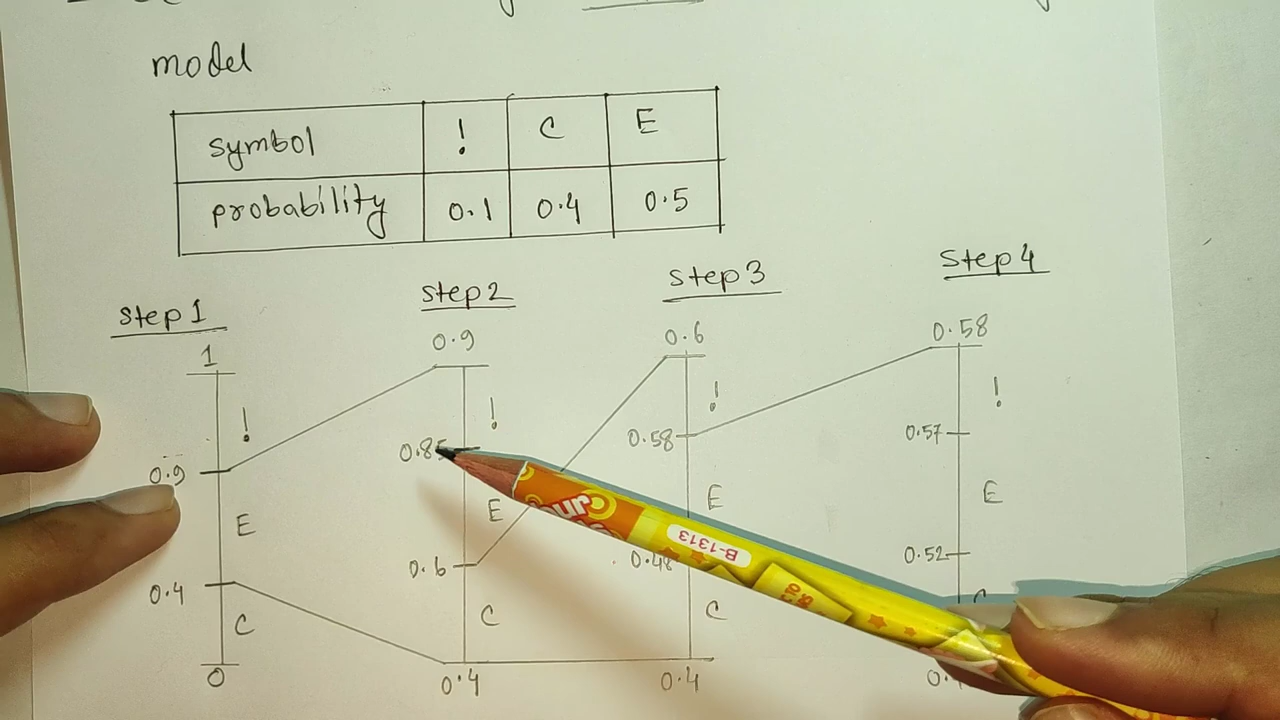 model
symbol ! C E
probability 0.1 0.4 0.5
Step 1 Step 2 Step 3 Step 4
1 0.9 0.6 0.58
! ! ! !
0.9 0.85 0.58 0.57
E E E E
0.4 0.6 0.48 0.52
C C C C
0 0.4 0.4
B-1313